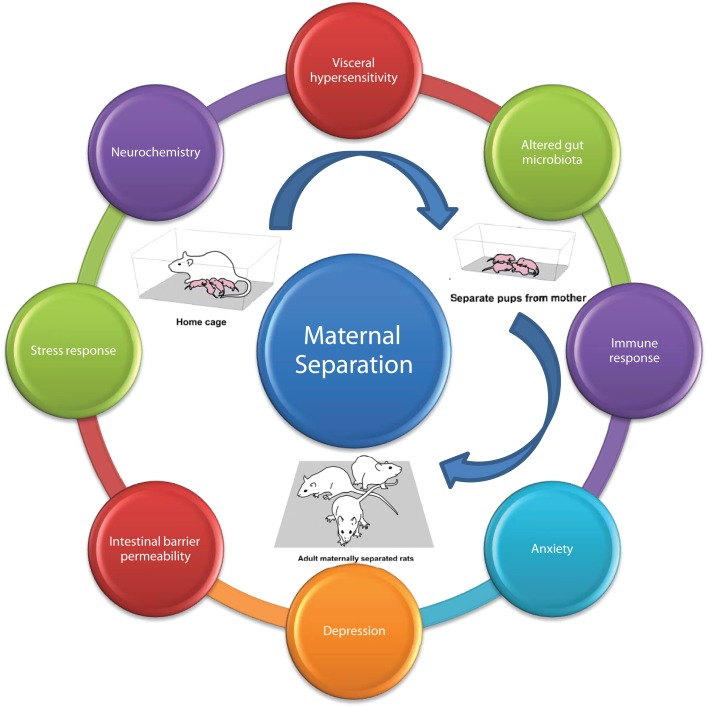 Visceral
hypersensitivity
Altered gut
microbiota
Neurochemistry
Home cage
Separate pups from mother
Maternal
Separation
Stress response
Immune
response
Adult maternally separated rats
Intestinal barrier
permeability
Anxiety
Depression